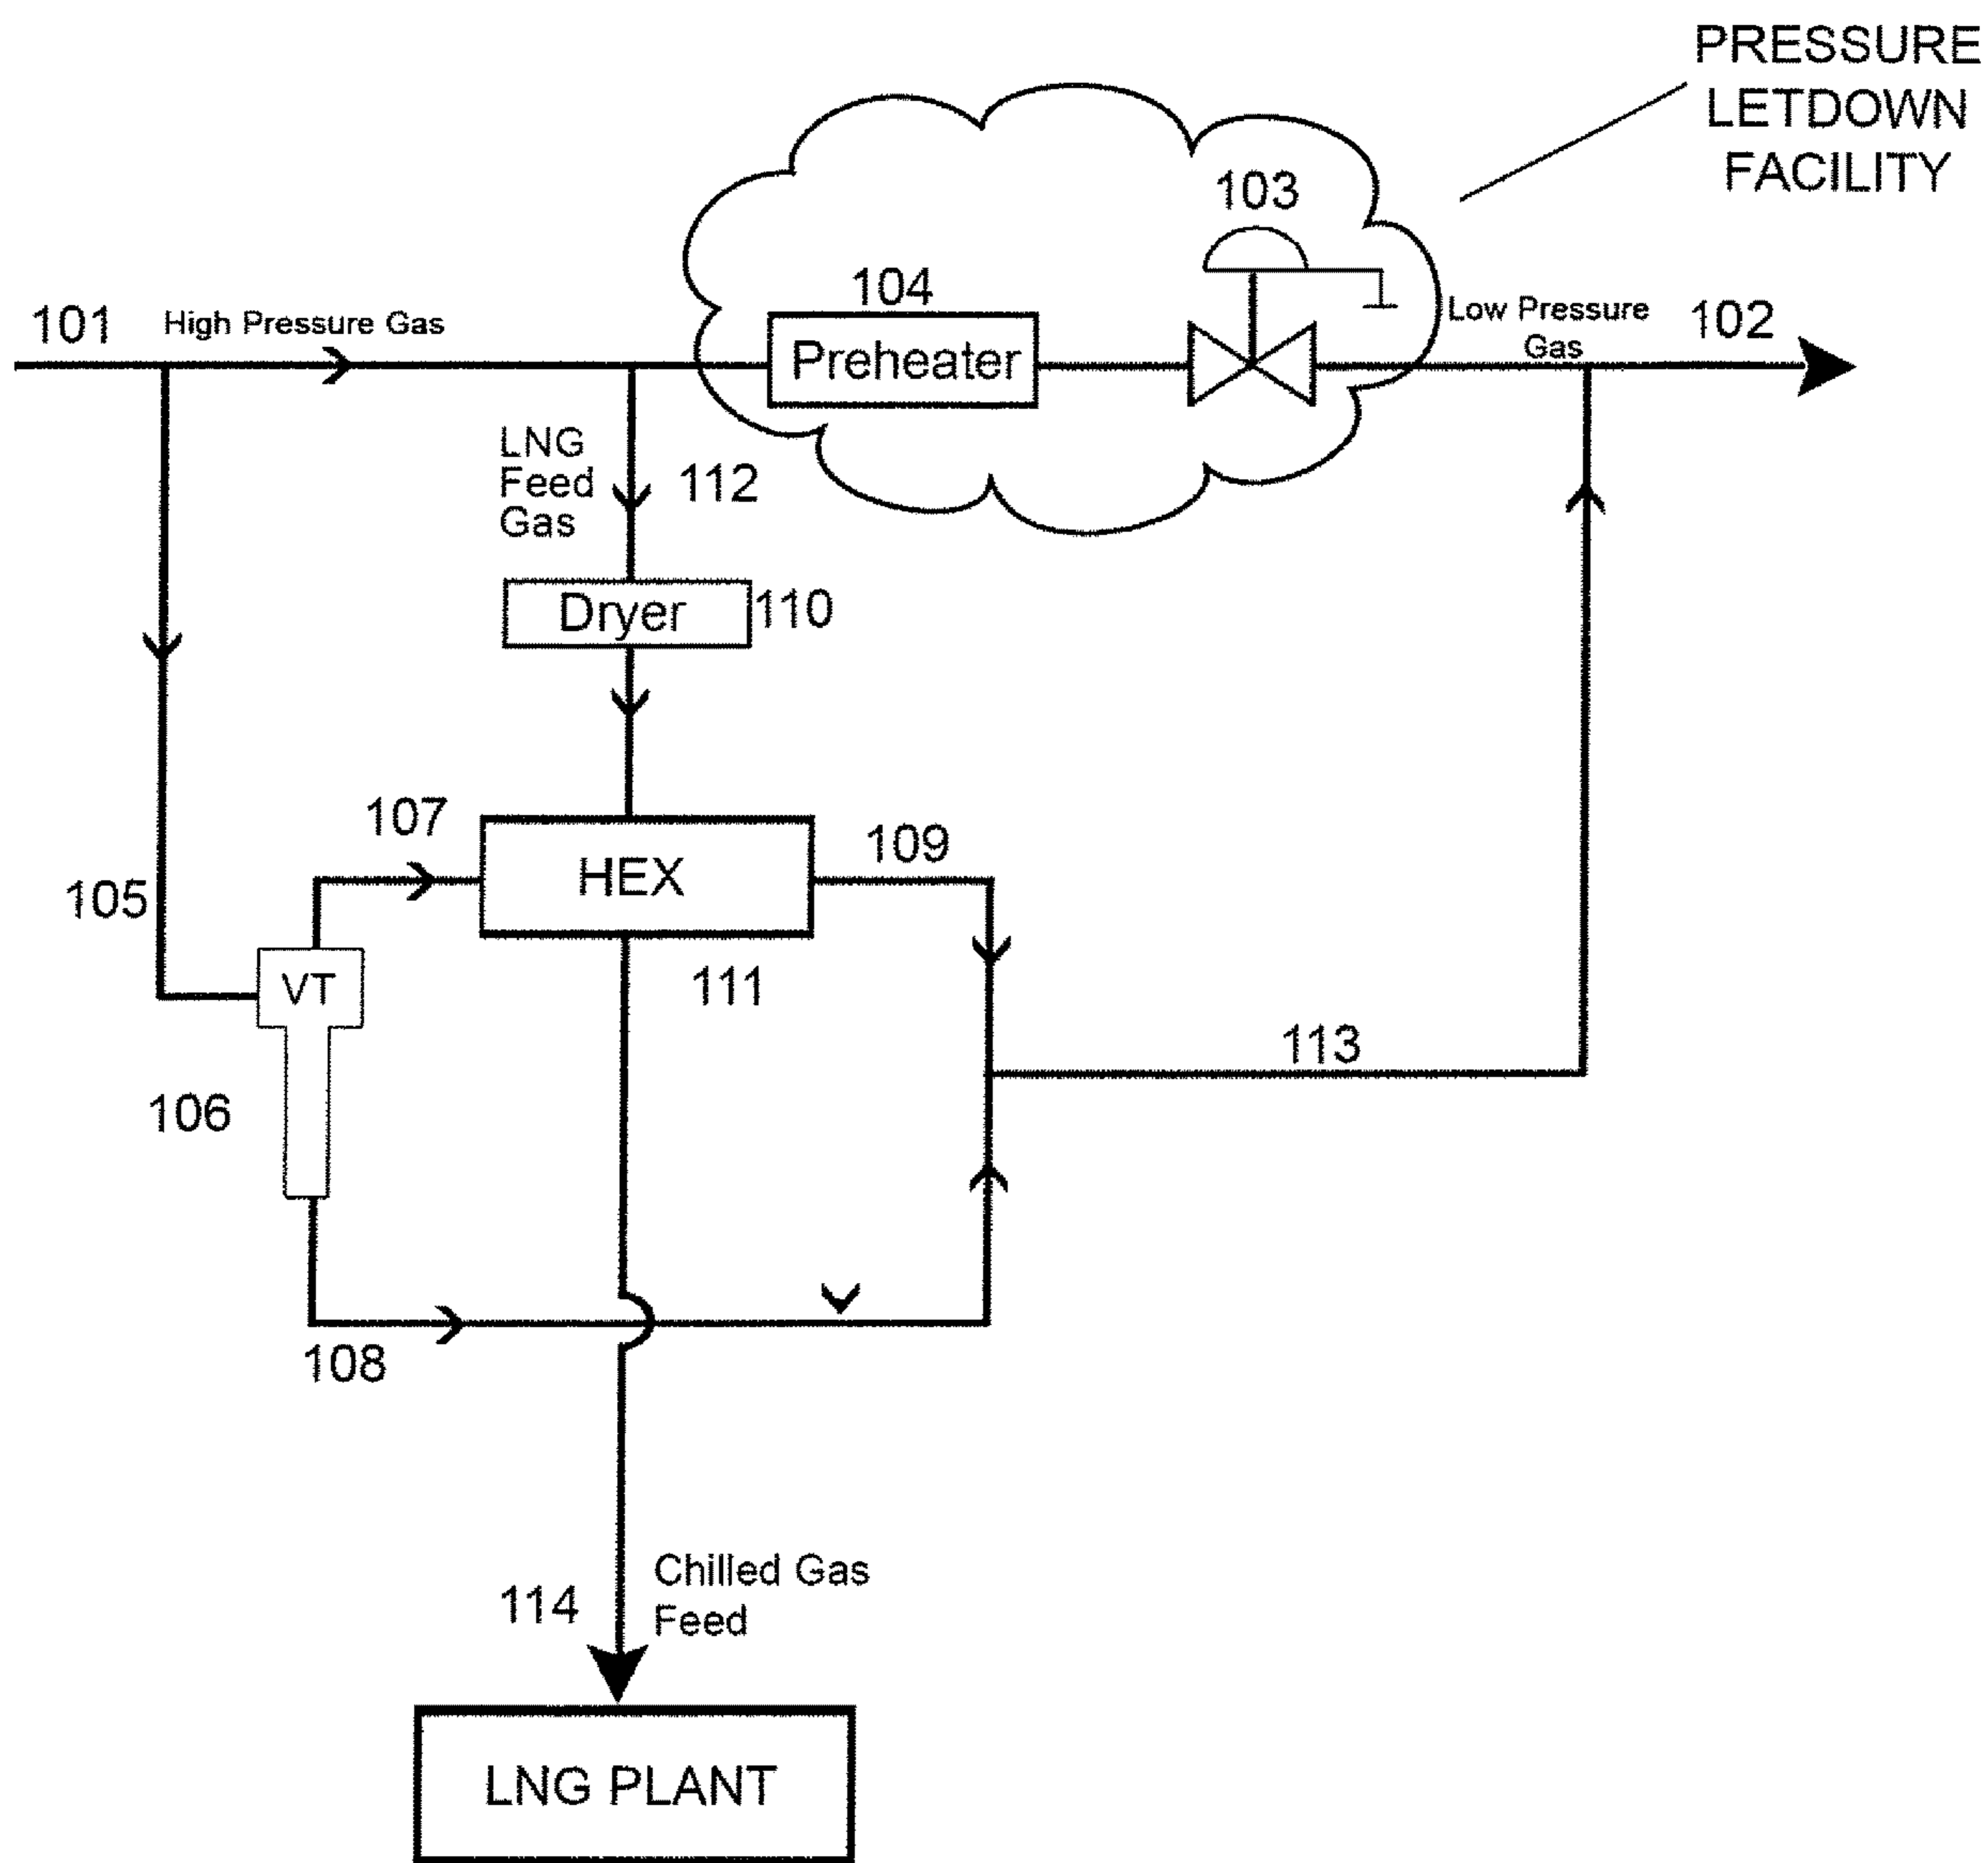 PRESSURE
LETDOWN
FACILITY
103
104
101
High Pressure Gas
Low Pressure
Gas
102
Preheater
LNG
Feed
Gas
112
Dryer
110
107
109
HEX
105
VT
111
113
106
108
114
Chilled Gas
Feed
LNG PLANT